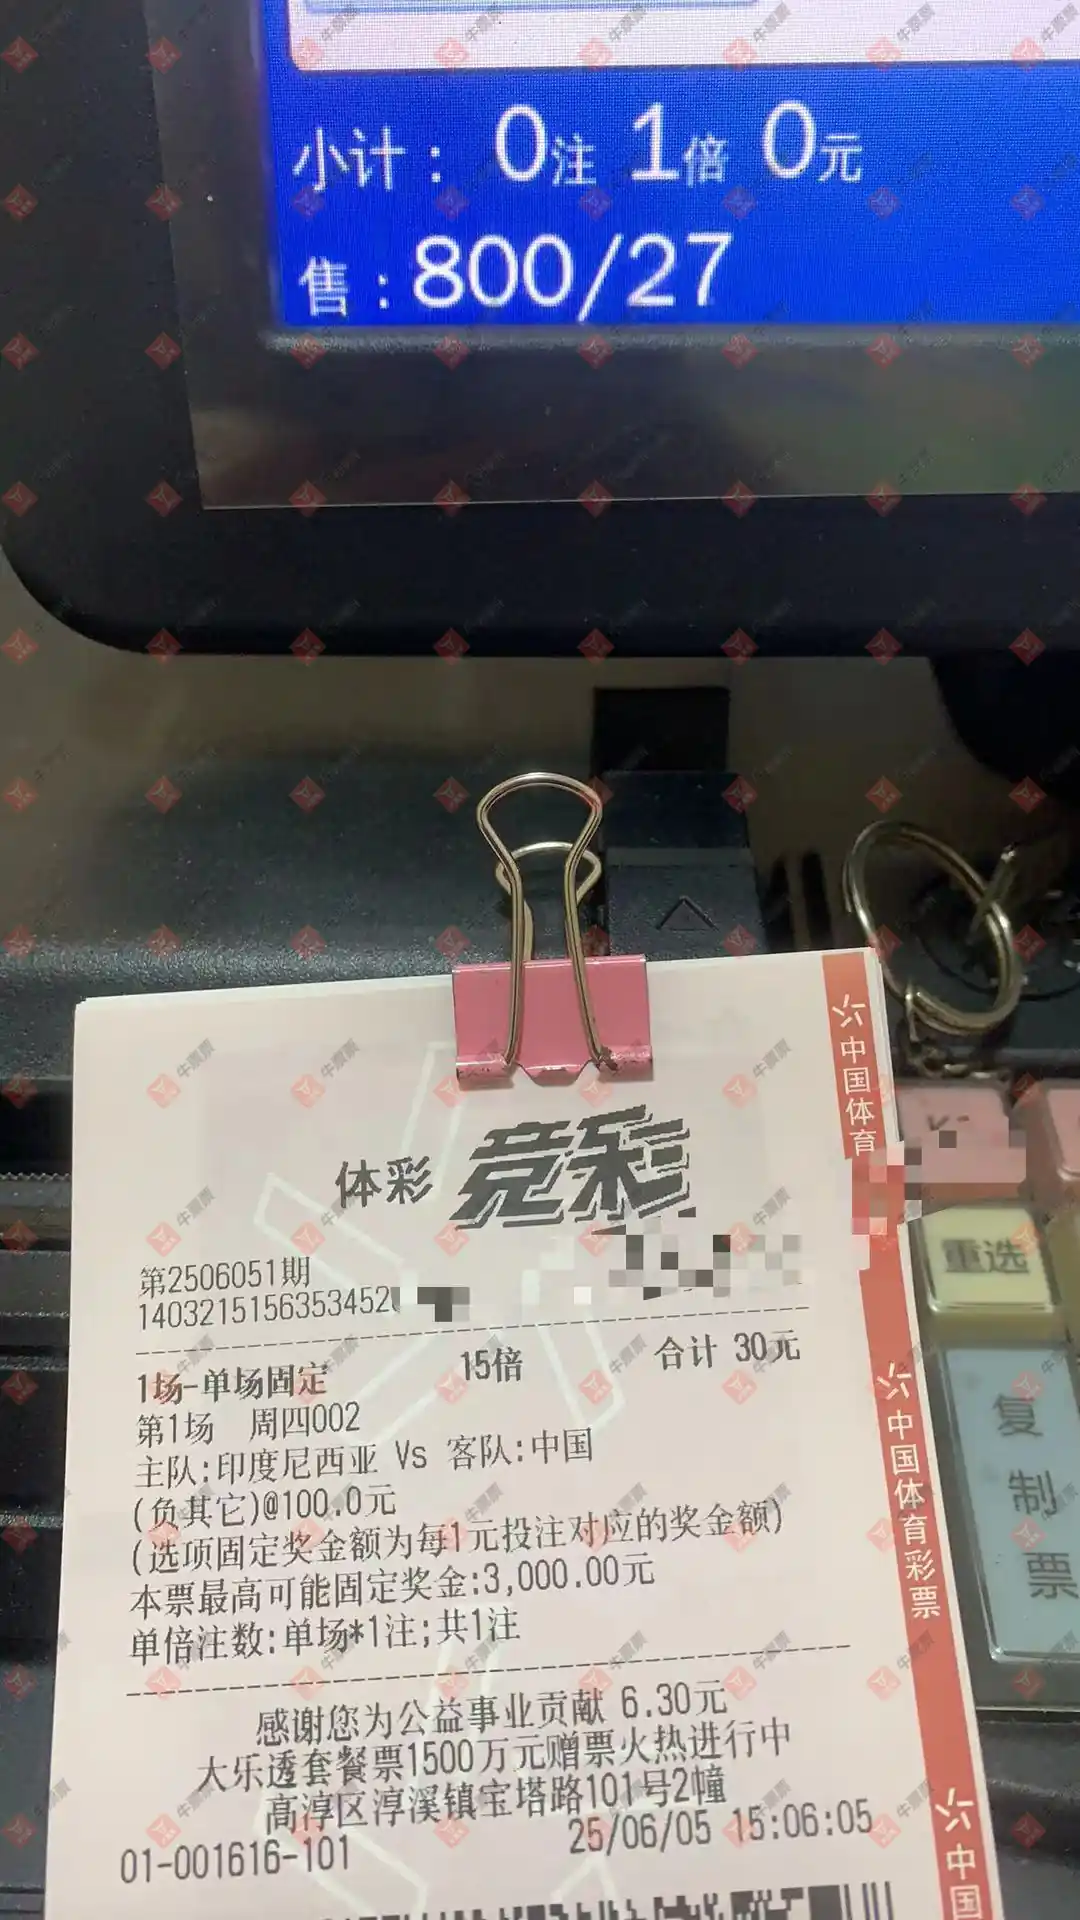 小计： 0注 1倍 0元
售：800/27
体彩 竞彩
第2506051期
1403215156353452
1场-单场固定 15倍 合计 30元
第1场 周四002
主队:印度尼西亚 Vs 客队:中国
(负其它)@100.0元
(选项固定奖金额为每1元投注对应的奖金额)
本票最高可能固定奖金:3,000.00元
单倍注数:单场*1注;共1注
感谢您为公益事业贡献 6.30元
大乐透套餐票1500万元赠票火热进行中
高淳区淳溪镇宝塔路101号2幢
01-001616-101 25/06/05 15:06:05
中国体育
中国体育彩票
中国
重选
复制票
牛票票